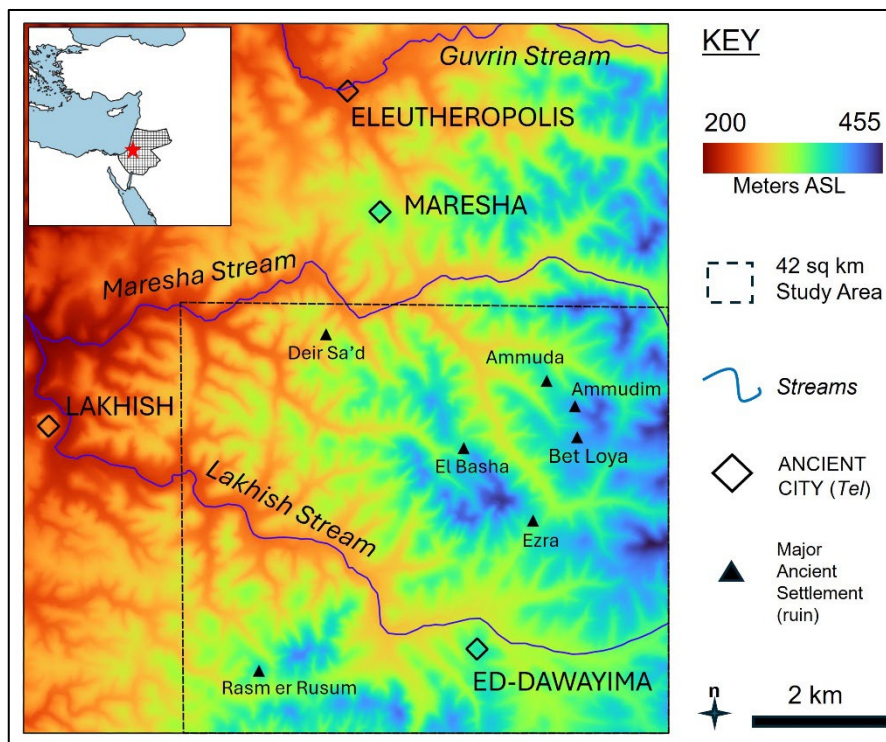 Guvrin Stream
ELEUTHEROPOLIS
MARESHA
Maresha Stream
Deir Sa'd
Ammuda
Ammudim
LAKHISH
El Basha
Bet Loya
Lakhish Stream
Ezra
Rasm er Rusum
ED-DAWAYIMA
KEY
200 455
Meters ASL
42 sq km
Study Area
Streams
ANCIENT
CITY (Tel)
Major
Ancient
Settlement
(ruin)
n
2 km